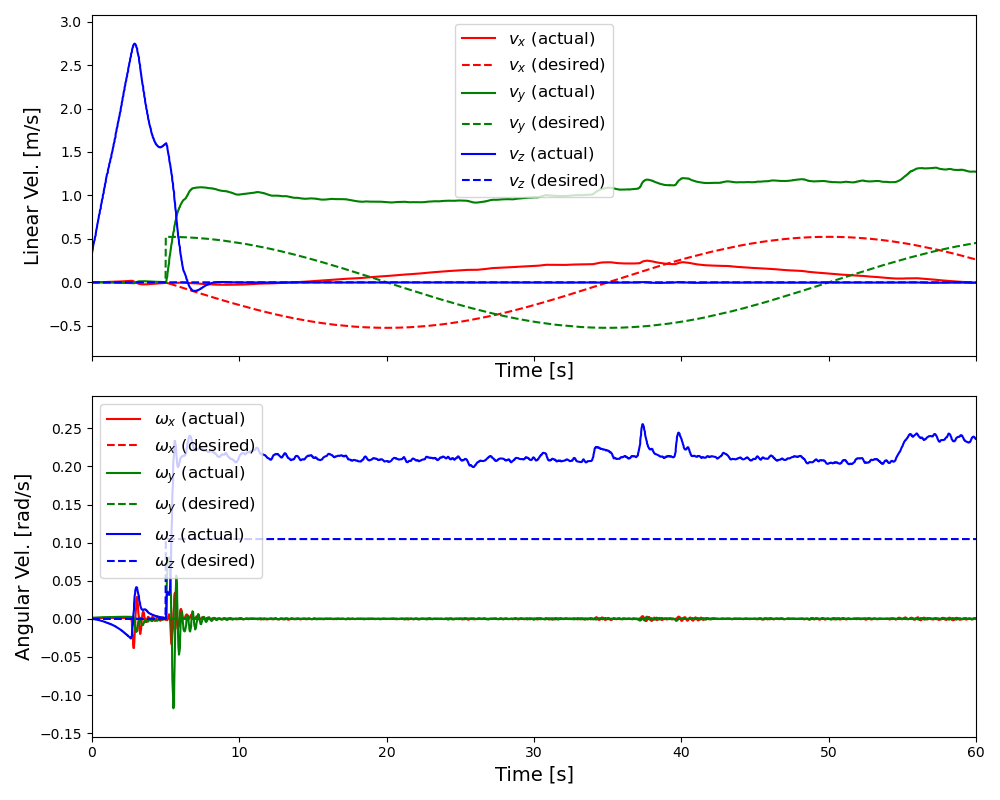 3.0
2.5
2.0
1.5
1.0
0.5
0.0
−0.5
Linear Vel. [m/s]
v_x (actual)
v_x (desired)
v_y (actual)
v_y (desired)
v_z (actual)
v_z (desired)
Time [s]
0.25
0.20
0.15
0.10
0.05
0.00
−0.05
−0.10
−0.15
Angular Vel. [rad/s]
ω_x (actual)
ω_x (desired)
ω_y (actual)
ω_y (desired)
ω_z (actual)
ω_z (desired)
0 10 20 30 40 50 60
Time [s]